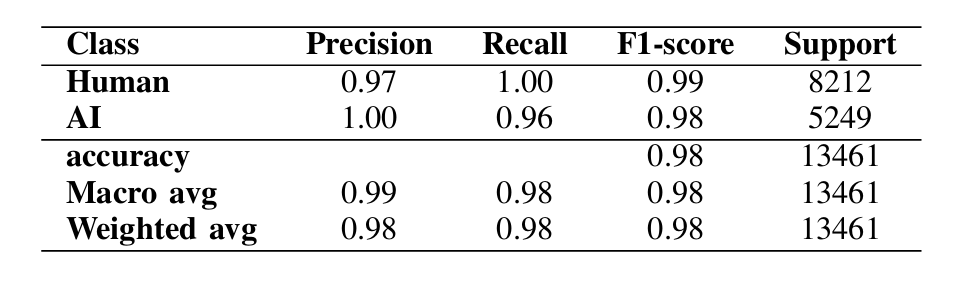 Class Precision Recall F1-score Support
Human 0.97 1.00 0.99 8212
AI 1.00 0.96 0.98 5249
accuracy 0.98 13461
Macro avg 0.99 0.98 0.98 13461
Weighted avg 0.98 0.98 0.98 13461